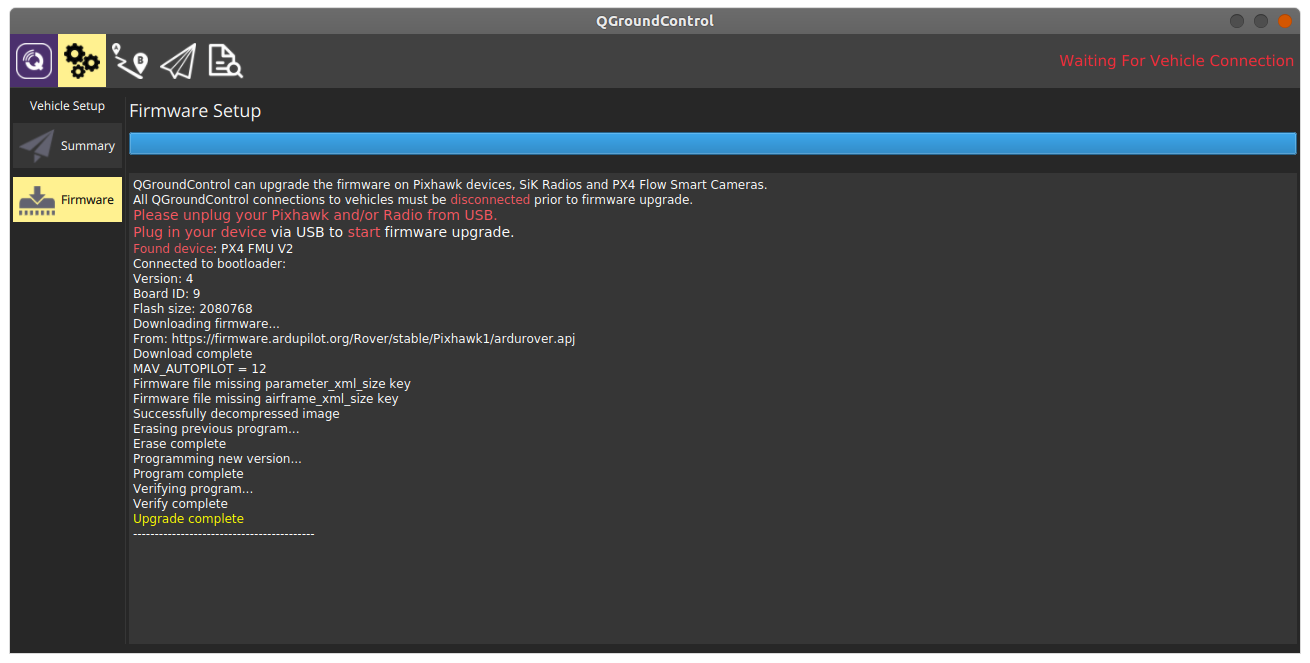 QGroundControl
Waiting For Vehicle Connection
Vehicle Setup
Summary
Firmware
Firmware Setup
QGroundControl can upgrade the firmware on Pixhawk devices, SiK Radios and PX4 Flow Smart Cameras.
All QGroundControl connections to vehicles must be disconnected prior to firmware upgrade.
Please unplug your Pixhawk and/or Radio from USB.
Plug in your device via USB to start firmware upgrade.
Found device: PX4 FMU V2
Connected to bootloader:
Version: 4
Board ID: 9
Flash size: 2080768
Downloading firmware...
From: https://firmware.ardupilot.org/Rover/stable/Pixhawk1/ardurover.apj
Download complete
MAV_AUTOPILOT = 12
Firmware file missing parameter_xml_size key
Firmware file missing airframe_xml_size key
Successfully decompressed image
Erasing previous program...
Erase complete
Programming new version...
Program complete
Verifying program...
Verify complete
Upgrade complete
------------------------------------------